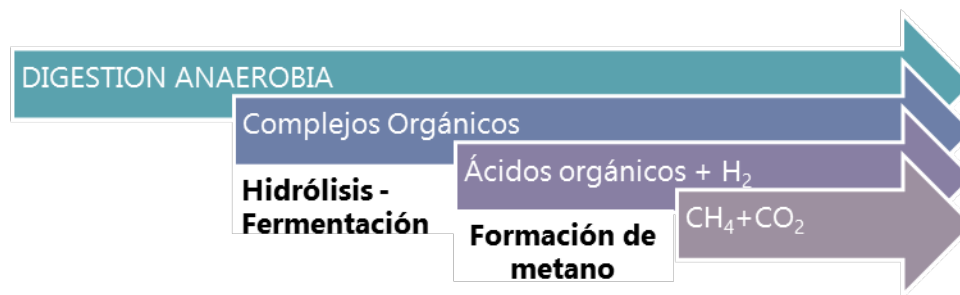 DIGESTION ANAEROBIA
Complejos Orgánicos
Hidrólisis -
Fermentación
Ácidos orgánicos + H₂
Formación de
metano
CH₄+CO₂